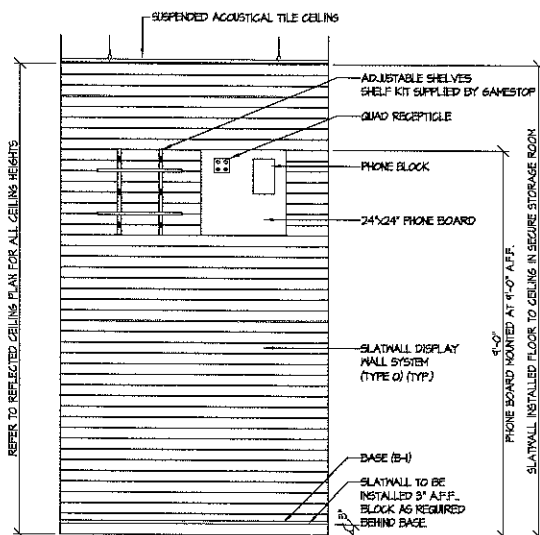 SUSPENDED ACOUSTICAL TILE CEILING
ADJUSTABLE SHELVES
SHELF KIT SUPPLIED BY GAMESTOP
QUAD RECEPTICLE
PHONE BLOCK
24"x24" PHONE BOARD
SLATWALL DISPLAY
WALL SYSTEM
(TYPE O) (TYP.)
BASE (B-1)
SLATWALL TO BE
INSTALLED 3" A.F.F..
BLOCK AS REQUIRED
BEHIND BASE.
3"
REFER TO REFLECTED CEILING PLAN FOR ALL CEILING HEIGHTS
9'-0"
PHONE BOARD MOUNTED AT 9'-0" A.F.F.
SLATWALL INSTALLED FLOOR TO CEILING IN SECURE STORAGE ROOM